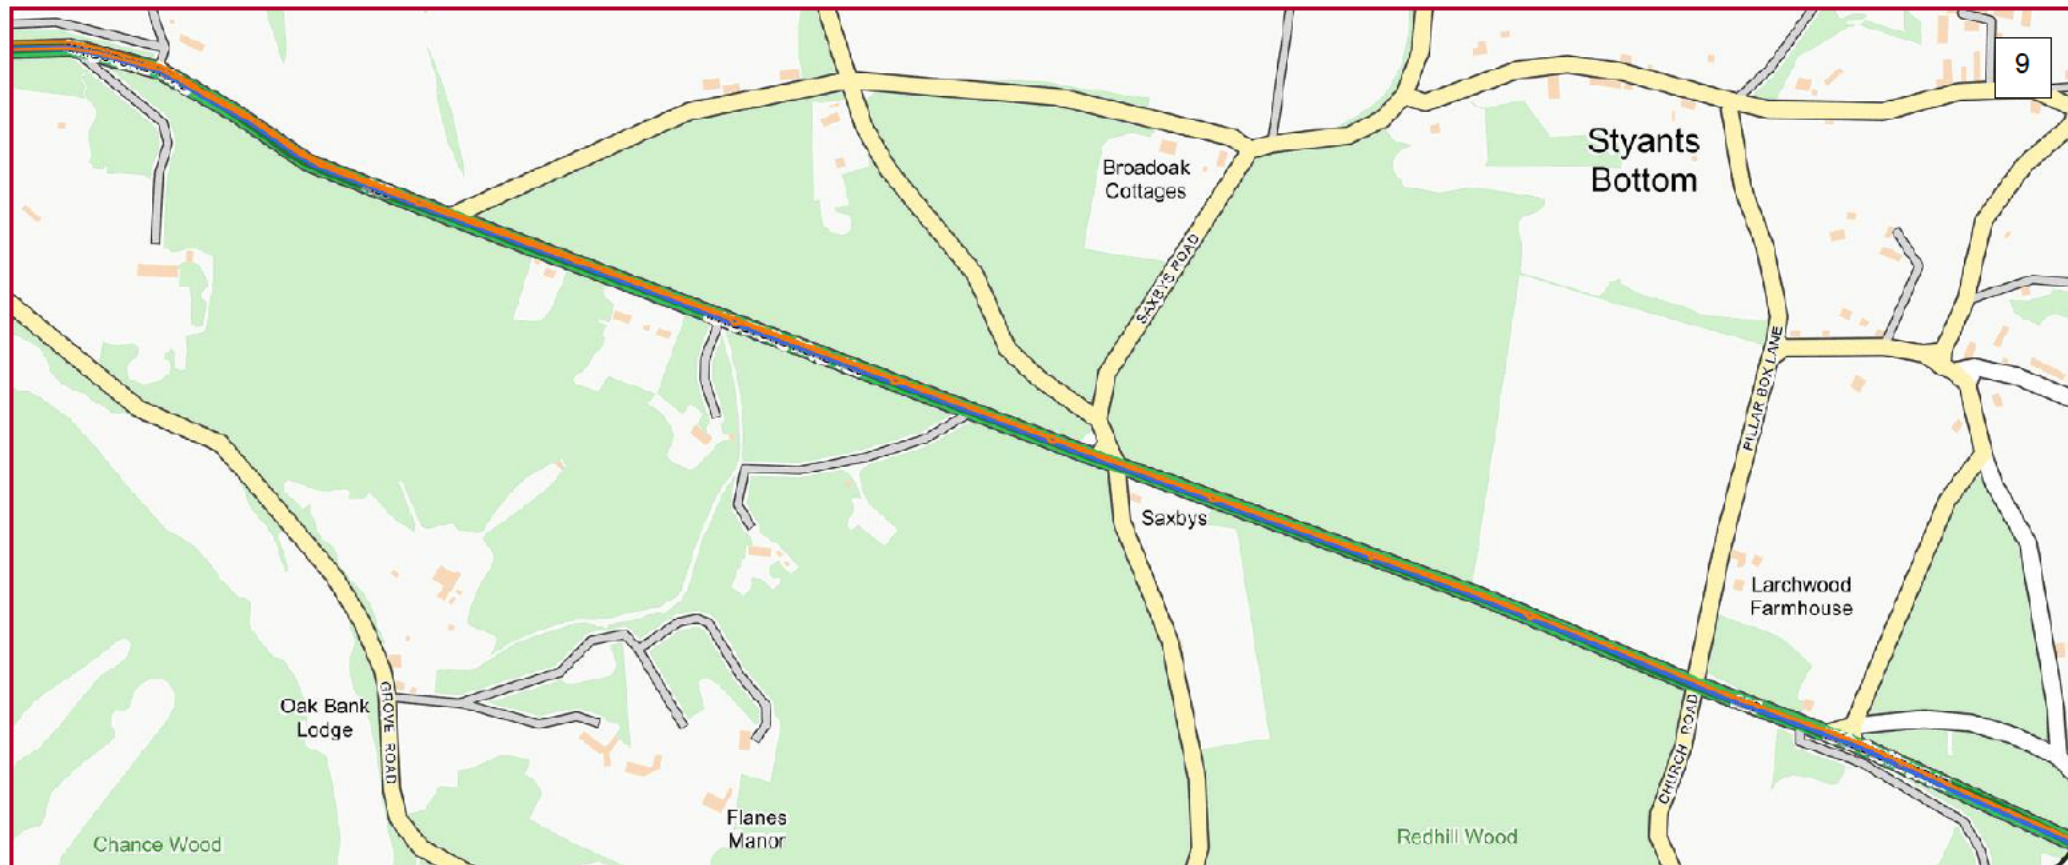 9
Styants
Bottom
Broadoak
Cottages
SAXBYS ROAD
PILLAR BOX LANE
Saxbys
Larchwood
Farmhouse
Oak Bank
Lodge
GROVE ROAD
CHURCH ROAD
Flanes
Manor
Chance Wood
Redhill Wood